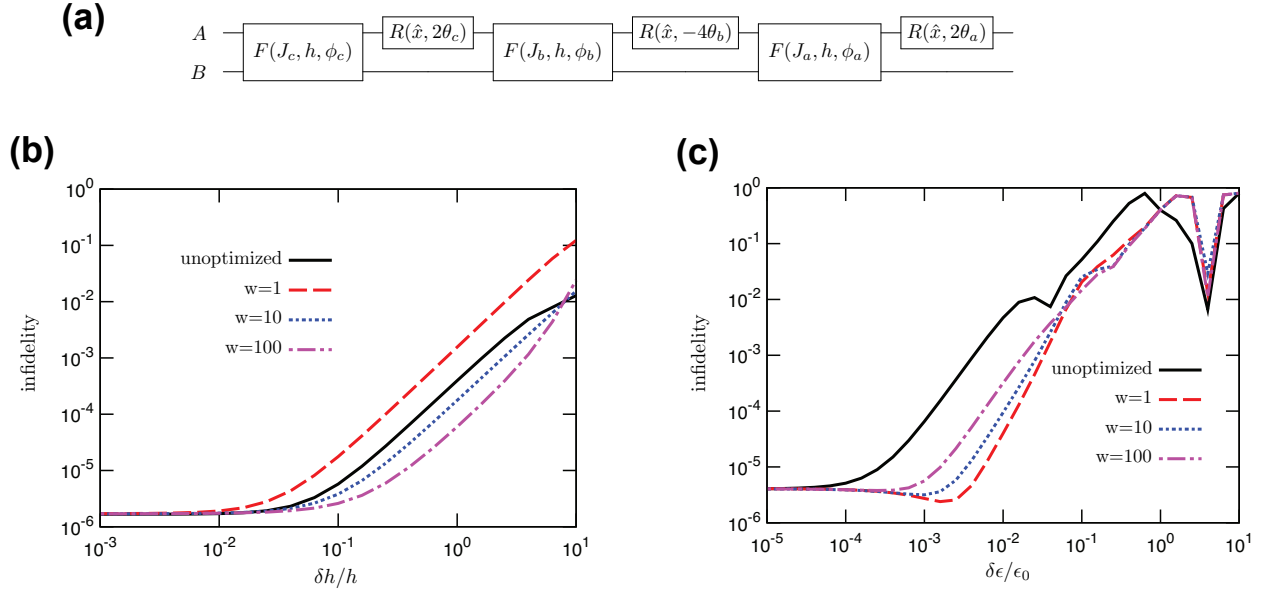 (a)
A
B
F(J_c, h, ϕ_c)
R(x̂, 2θ_c)
F(J_b, h, ϕ_b)
R(x̂, −4θ_b)
F(J_a, h, ϕ_a)
R(x̂, 2θ_a)
(b)
infidelity
10^0
10^-1
10^-2
10^-3
10^-4
10^-5
10^-6
unoptimized
w=1
w=10
w=100
10^-3
10^-2
10^-1
10^0
10^1
δh/h
(c)
infidelity
10^0
10^-1
10^-2
10^-3
10^-4
10^-5
10^-6
unoptimized
w=1
w=10
w=100
10^-5
10^-4
10^-3
10^-2
10^-1
10^0
10^1
δϵ/ϵ_0